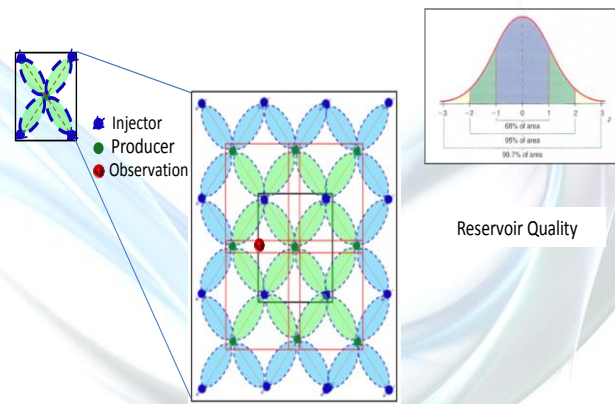 Injector
Producer
Observation
-3 -2 -1 0 1 2 3 z
68% of area
95% of area
99.7% of area
Reservoir Quality